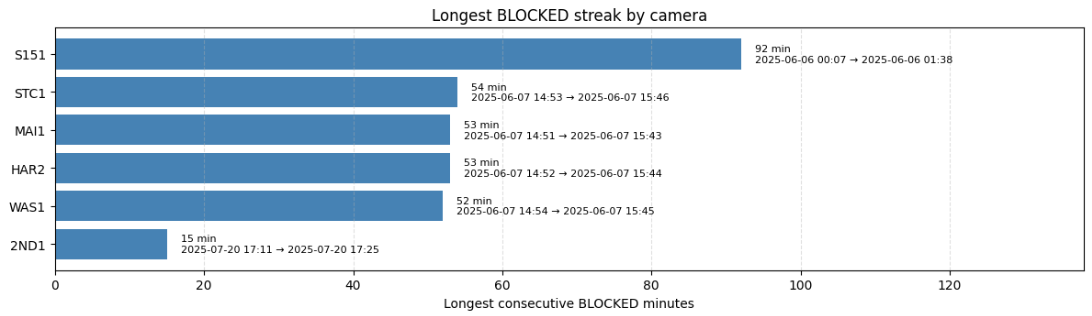 Longest BLOCKED streak by camera
S151
92 min
2025-06-06 00:07 → 2025-06-06 01:38
STC1
54 min
2025-06-07 14:53 → 2025-06-07 15:46
MAI1
53 min
2025-06-07 14:51 → 2025-06-07 15:43
HAR2
53 min
2025-06-07 14:52 → 2025-06-07 15:44
WAS1
52 min
2025-06-07 14:54 → 2025-06-07 15:45
2ND1
15 min
2025-07-20 17:11 → 2025-07-20 17:25
0 20 40 60 80 100 120
Longest consecutive BLOCKED minutes